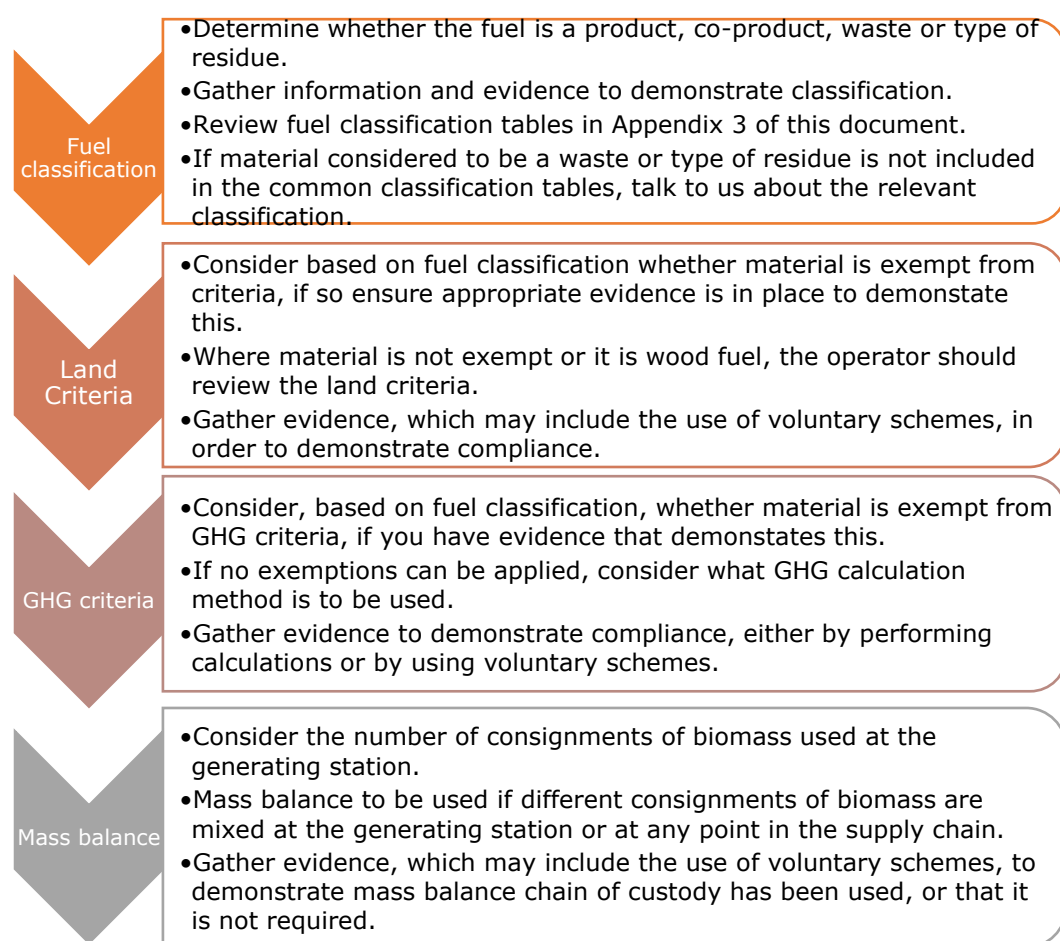 Fuel
classification
•Determine whether the fuel is a product, co-product, waste or type of
residue.
•Gather information and evidence to demonstrate classification.
•Review fuel classification tables in Appendix 3 of this document.
•If material considered to be a waste or type of residue is not included
in the common classification tables, talk to us about the relevant
classification.
Land
Criteria
•Consider based on fuel classification whether material is exempt from
criteria, if so ensure appropriate evidence is in place to demonstate
this.
•Where material is not exempt or it is wood fuel, the operator should
review the land criteria.
•Gather evidence, which may include the use of voluntary schemes, in
order to demonstrate compliance.
GHG criteria
•Consider, based on fuel classification, whether material is exempt from
GHG criteria, if you have evidence that demonstates this.
•If no exemptions can be applied, consider what GHG calculation
method is to be used.
•Gather evidence to demonstrate compliance, either by performing
calculations or by using voluntary schemes.
Mass balance
•Consider the number of consignments of biomass used at the
generating station.
•Mass balance to be used if different consignments of biomass are
mixed at the generating station or at any point in the supply chain.
•Gather evidence, which may include the use of voluntary schemes, to
demonstrate mass balance chain of custody has been used, or that it
is not required.